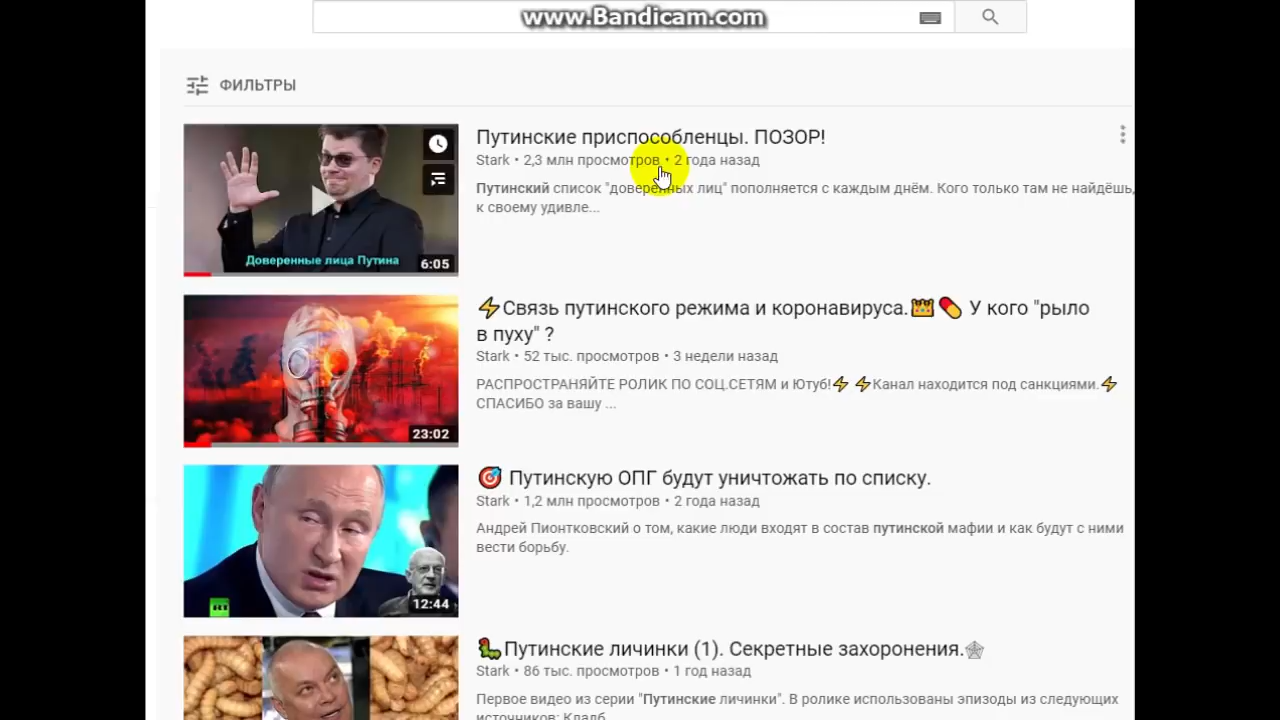 www.Bandicam.com
ФИЛЬТРЫ
Доверенные лица Путина
6:05
Путинские приспособленцы. ПОЗОР!
Stark • 2,3 млн просмотров • 2 года назад
Путинский список "доверенных лиц" пополняется с каждым днём. Кого только там не найдёшь,
к своему удивле...
23:02
⚡Связь путинского режима и коронавируса.👑💊 У кого "рыло
в пуху" ?
Stark • 52 тыс. просмотров • 3 недели назад
РАСПРОСТРАНЯЙТЕ РОЛИК ПО СОЦ.СЕТЯМ и Ютуб!⚡ ⚡Канал находится под санкциями.⚡
СПАСИБО за вашу ...
RT
12:44
🎯 Путинскую ОПГ будут уничтожать по списку.
Stark • 1,2 млн просмотров • 2 года назад
Андрей Пионтковский о том, какие люди входят в состав путинской мафии и как будут с ними
вести борьбу.
🐛Путинские личинки (1). Секретные захоронения.🕸
Stark • 86 тыс. просмотров • 1 год назад
Первое видео из серии "Путинские личинки". В ролике использованы эпизоды из следующих
источников: Кладб...